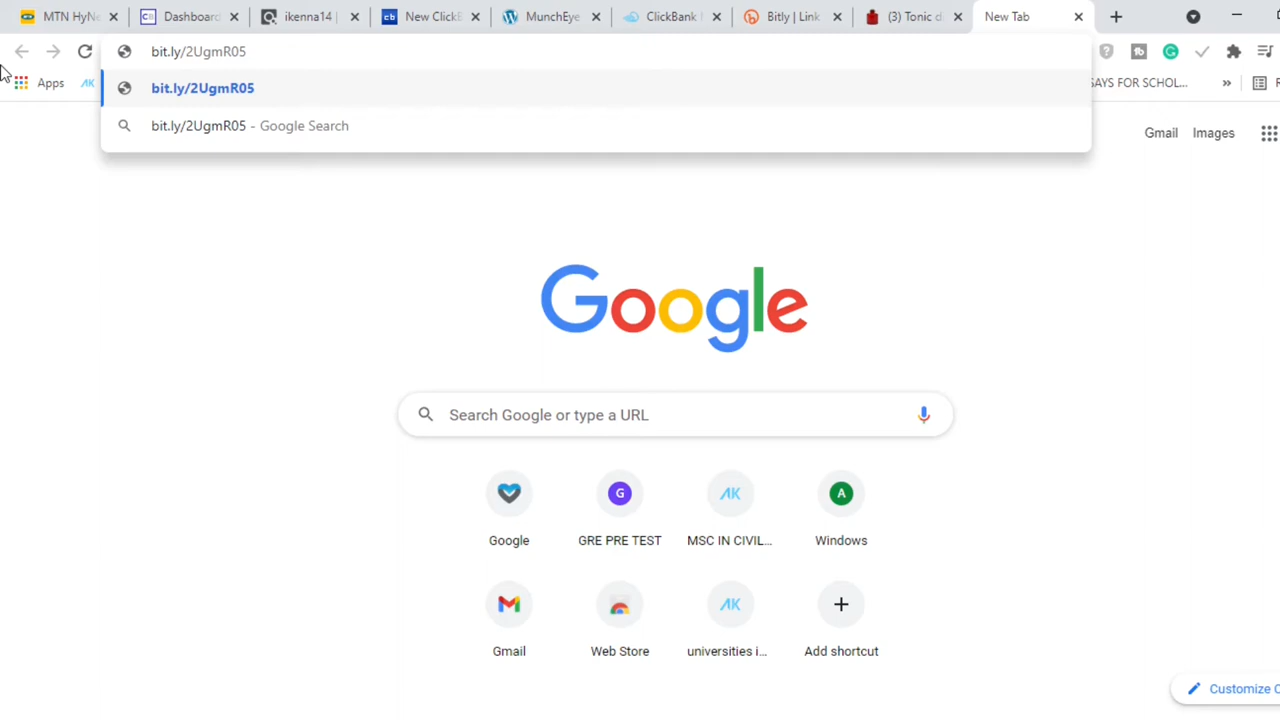 MTN HyNe
Dashboard
ikenna14 |
New ClickB
MunchEye
ClickBank
Bitly | Link
(3) Tonic d
New Tab
bit.ly/2UgmR05
Apps
bit.ly/2UgmR05
SAYS FOR SCHOL...
bit.ly/2UgmR05 - Google Search
Gmail
Images
Google
Search Google or type a URL
Google
GRE PRE TEST
MSC IN CIVIL...
Windows
Gmail
Web Store
universities i...
Add shortcut
Customize C